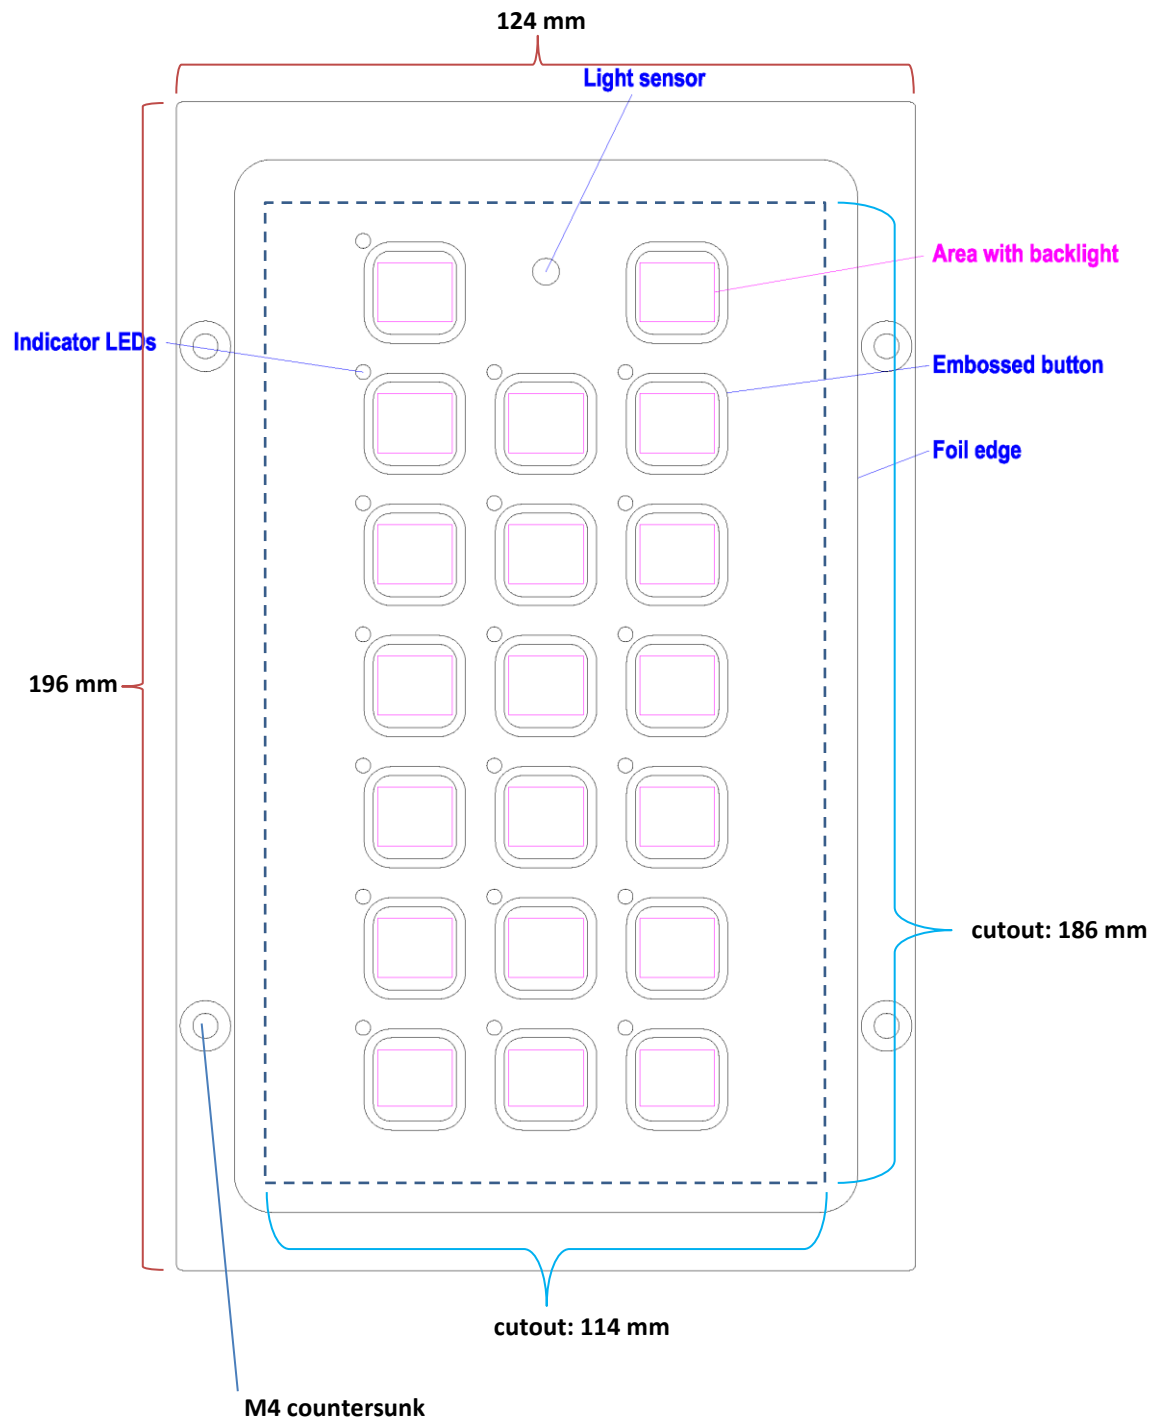 124 mm
Light sensor
Area with backlight
Indicator LEDs
Embossed button
Foil edge
196 mm
cutout: 186 mm
cutout: 114 mm
M4 countersunk